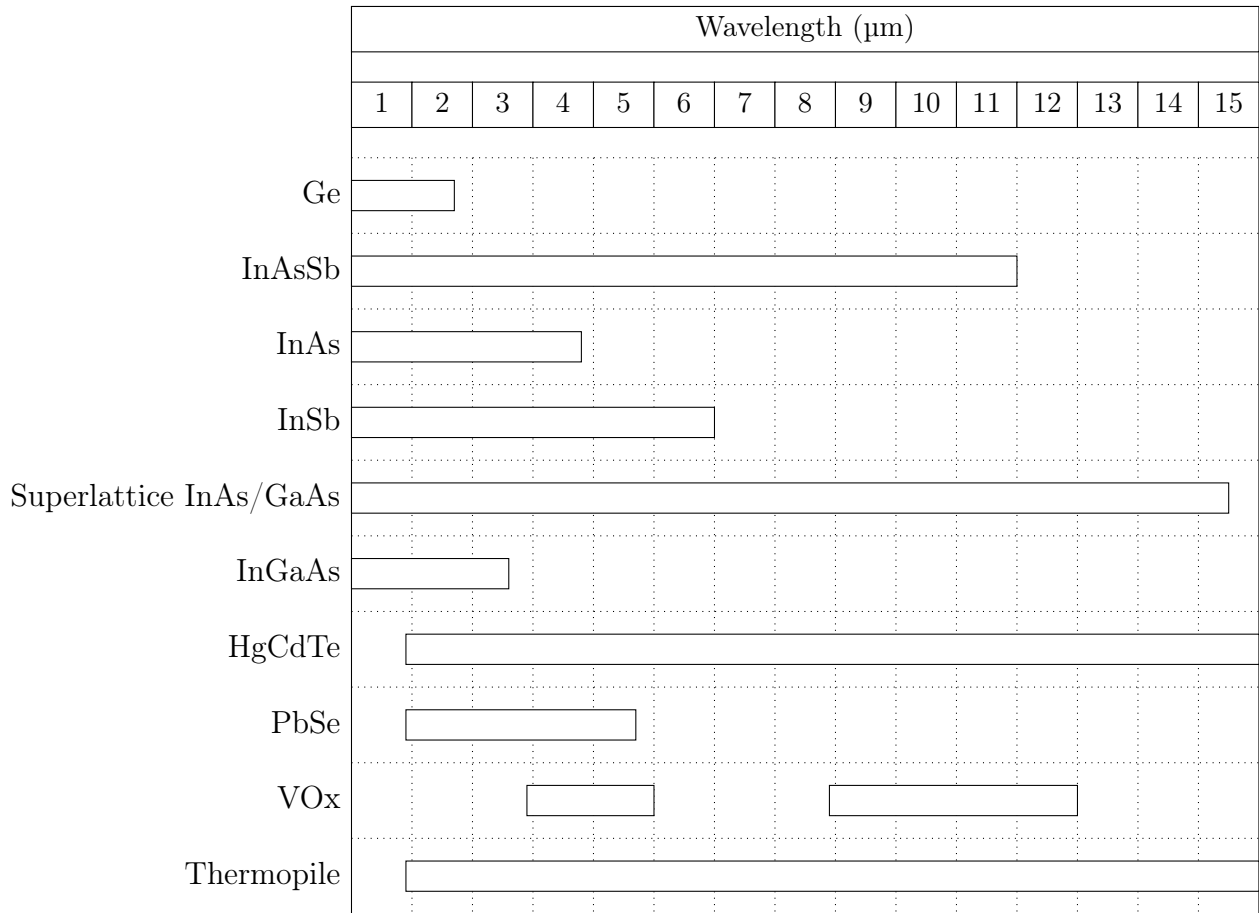 Wavelength (µm)
1 2 3 4 5 6 7 8 9 10 11 12 13 14 15
Ge
InAsSb
InAs
InSb
Superlattice InAs/GaAs
InGaAs
HgCdTe
PbSe
VOx
Thermopile